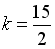 k = 15/2